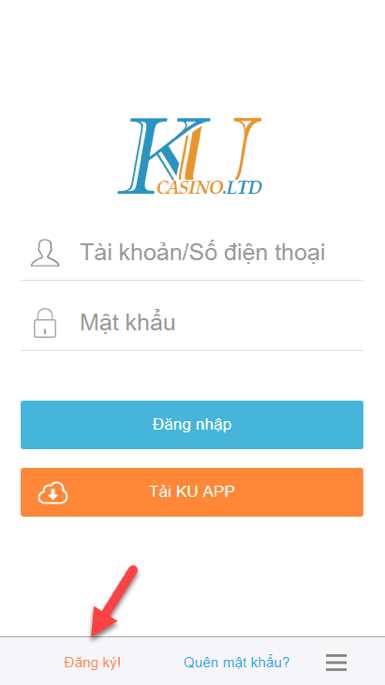 KU
CASINO.LTD
Tài khoản/Số điện thoại
Mật khẩu
Đăng nhập
Tải KU APP
Đăng ký!
Quên mật khẩu?